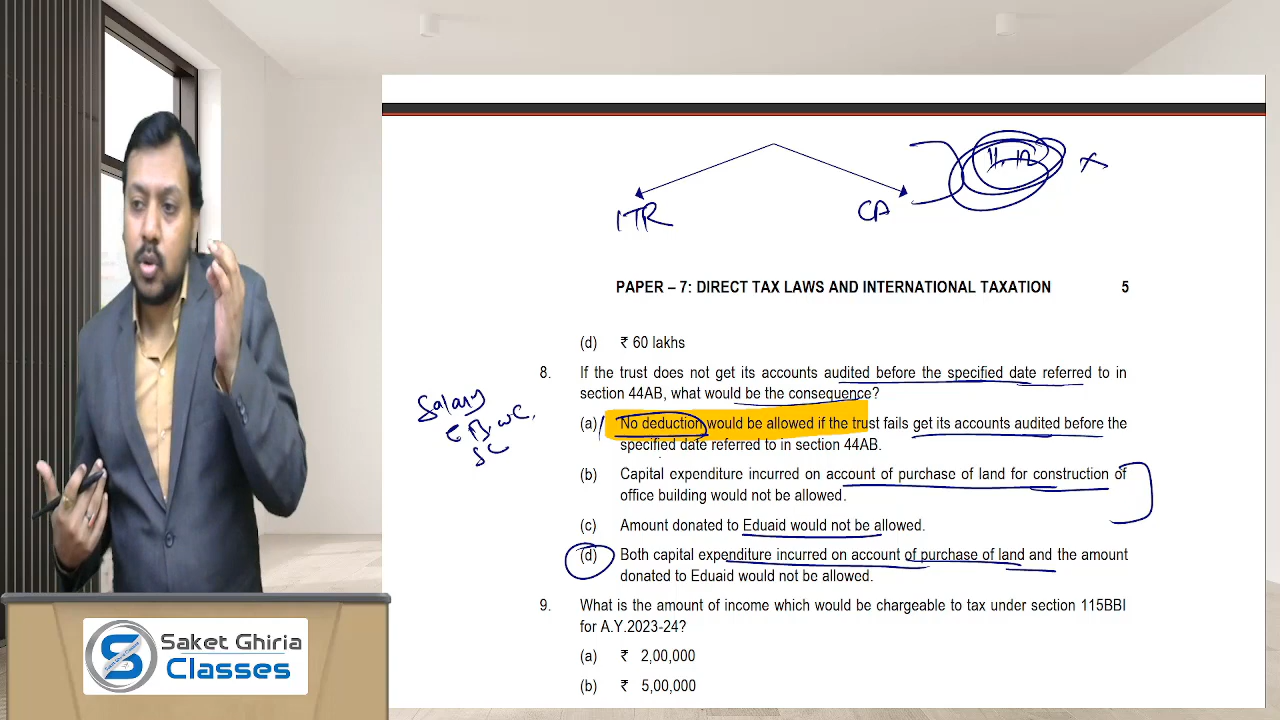 11, 12 X
ITR
CA
PAPER – 7: DIRECT TAX LAWS AND INTERNATIONAL TAXATION 5
(d) ₹ 60 lakhs
8. If the trust does not get its accounts audited before the specified date referred to in
section 44AB, what would be the consequence?
(a) No deduction would be allowed if the trust fails get its accounts audited before the
specified date referred to in section 44AB.
Salary
(b) Capital expenditure incurred on account of purchase of land for construction of
office building would not be allowed.
(c) Amount donated to Eduaid would not be allowed.
(d) Both capital expenditure incurred on account of purchase of land and the amount
donated to Eduaid would not be allowed.
9. What is the amount of income which would be chargeable to tax under section 115BBI
for A.Y.2023-24?
(a) ₹ 2,00,000
(b) ₹ 5,00,000
S
Saket Ghiria
Classes